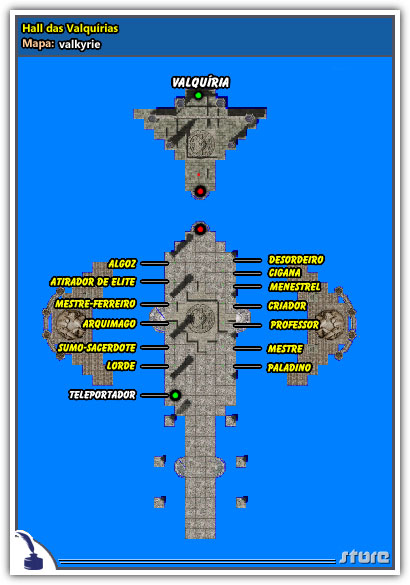 Hall das Valquírias
Mapa: valkyrie
VALQUÍRIA
ALGOZ
DESORDEIRO
CIGANA
ATIRADOR DE ELITE
MENESTREL
MESTRE-FERREIRO
CRIADOR
ARQUIMAGO
PROFESSOR
SUMO-SACERDOTE
MESTRE
LORDE
PALADINO
TELEPORTADOR
STORE